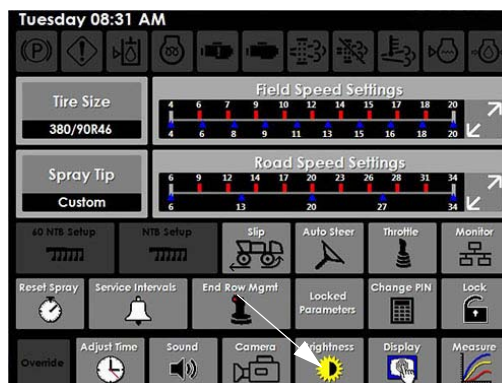 Tuesday 08:31 AM
(P)
Tire Size
380/90R46
Field Speed Settings
4 6 7 9 10 12 13 14 15 17 18 20
4 6 8 9 11 13 15 16 18 20
Spray Tip
Custom
Road Speed Settings
6 9 12 14 17 20 23 26 28 31 34
6 13 20 27 34
60 NTB Setup NTB Setup Slip Auto Steer Throttle Monitor
Reset Spray Service Intervals End Row Mgmt Locked Parameters Change PIN Lock
Override Adjust Time Sound Camera Brightness Display Measure